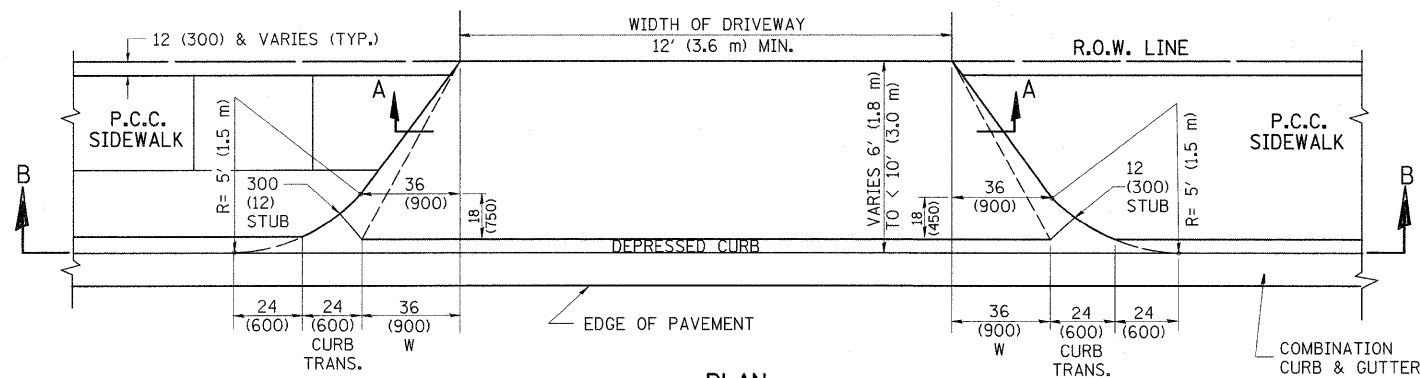 12 (300) & VARIES (TYP.)
WIDTH OF DRIVEWAY
12' (3.6 m) MIN.
R.O.W. LINE
P.C.C.
SIDEWALK
A
A
P.C.C.
SIDEWALK
B
B
R= 5' (1.5 m)
300
(12)
STUB
36
(900)
18
(750)
VARIES 6' (1.8 m)
TO < 10' (3.0 m)
36
(900)
18
(450)
12
(300)
STUB
R= 5' (1.5 m)
DEPRESSED CURB
24
(600)
24
(600)
CURB
TRANS.
36
(900)
W
EDGE OF PAVEMENT
36
(900)
W
24
(600)
CURB
TRANS.
24
(600)
COMBINATION
CURB & GUTTER